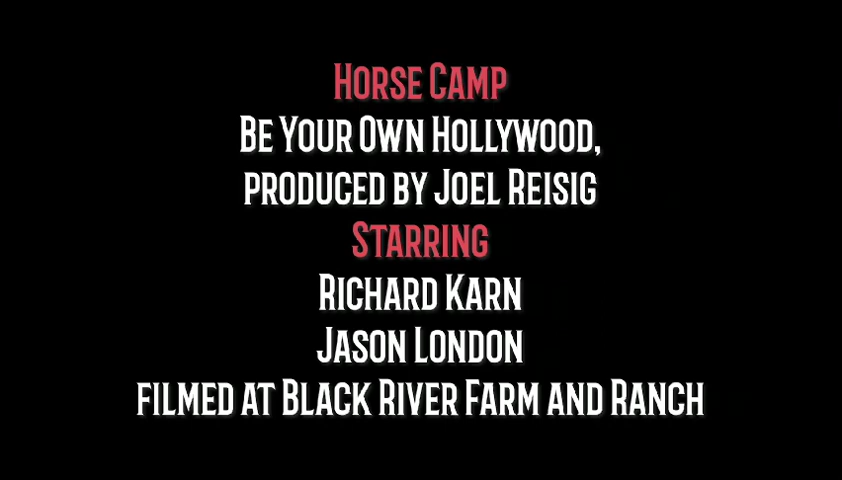 Horse Camp
Be Your Own Hollywood,
produced by Joel Reisig
Starring
Richard Karn
Jason London
filmed at Black River Farm and Ranch